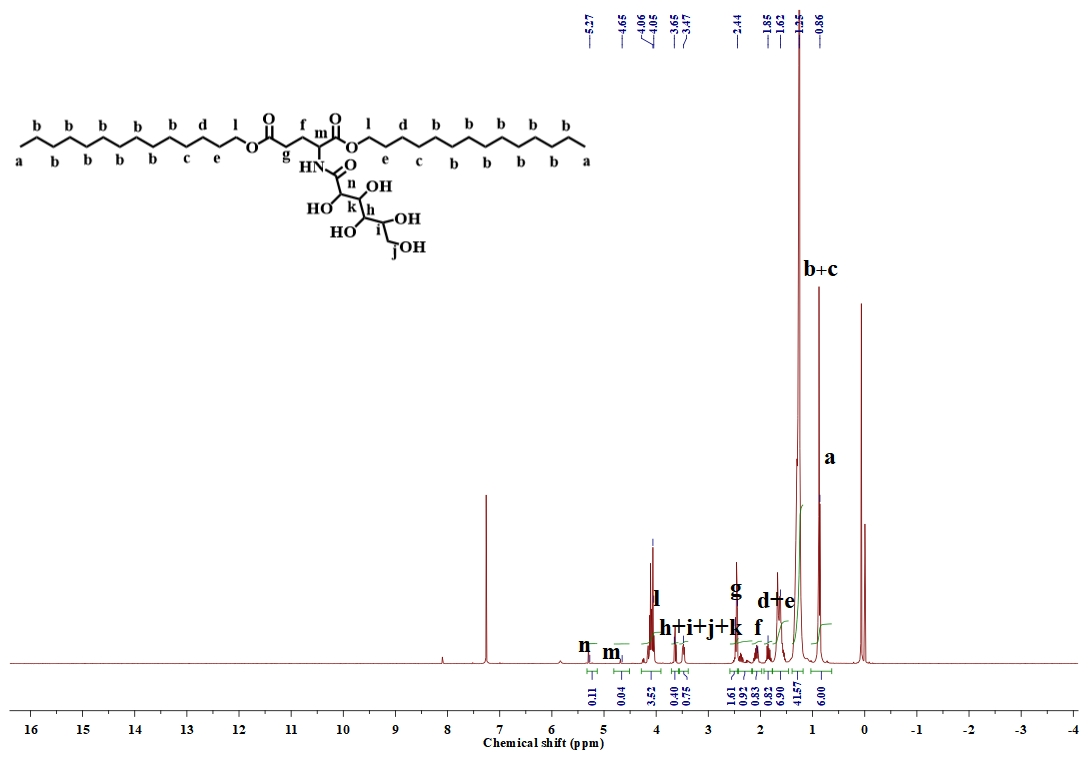 5.27 4.65 4.06 4.05 3.65 3.47 2.44 1.85 1.62 1.25 0.86
b b b b b d l O f O l d b b b b b
m
a b b b b c e O g O e c b b b b a
HN O
n OH
HO k h
OH
HO i
j OH
b+c
a
g
l d+e
h+i+j+k f
n m
0.11 0.04 3.52 0.40 0.75 1.61 0.92 0.83 0.82 6.90 41.57 6.00
16 15 14 13 12 11 10 9 8 7 6 5 4 3 2 1 0 -1 -2 -3 -4
Chemical shift (ppm)